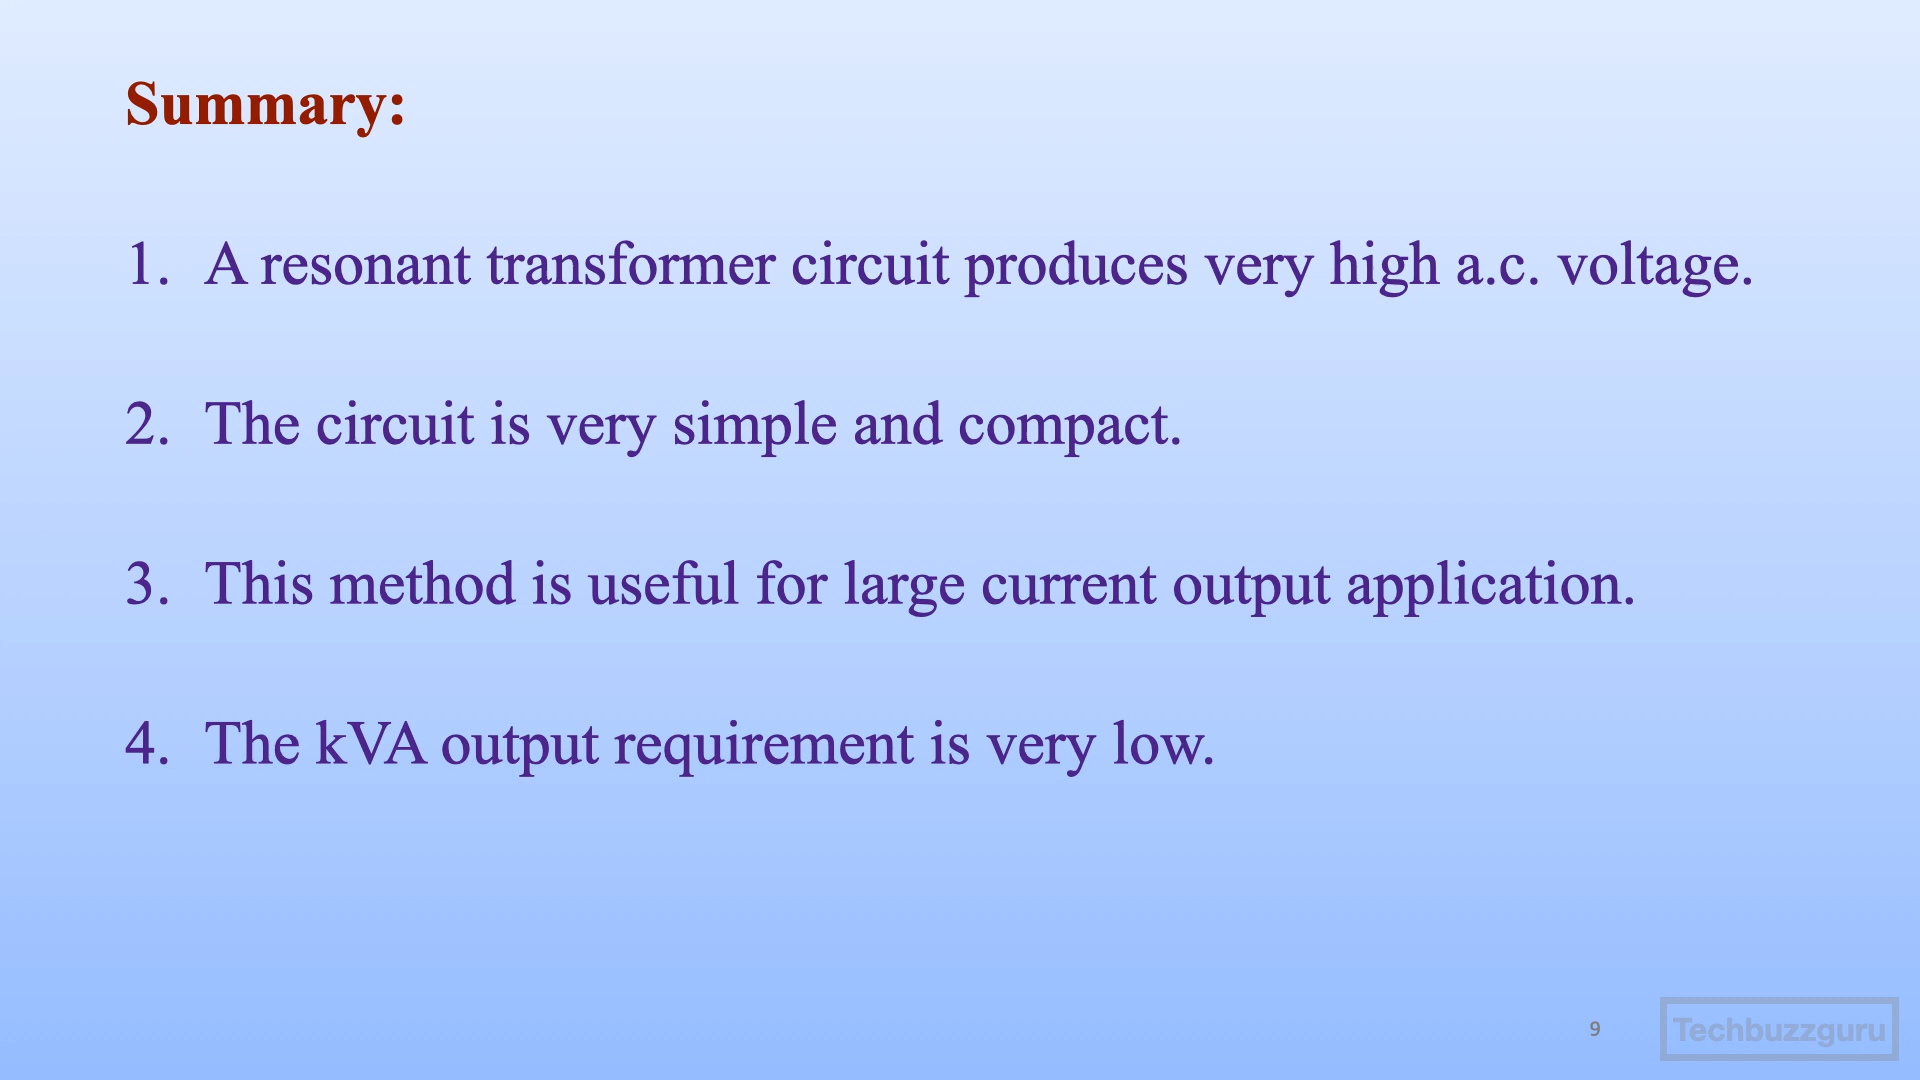 Summary:
1. A resonant transformer circuit produces very high a.c. voltage.
2. The circuit is very simple and compact.
3. This method is useful for large current output application.
4. The kVA output requirement is very low.
9
Techbuzzguru